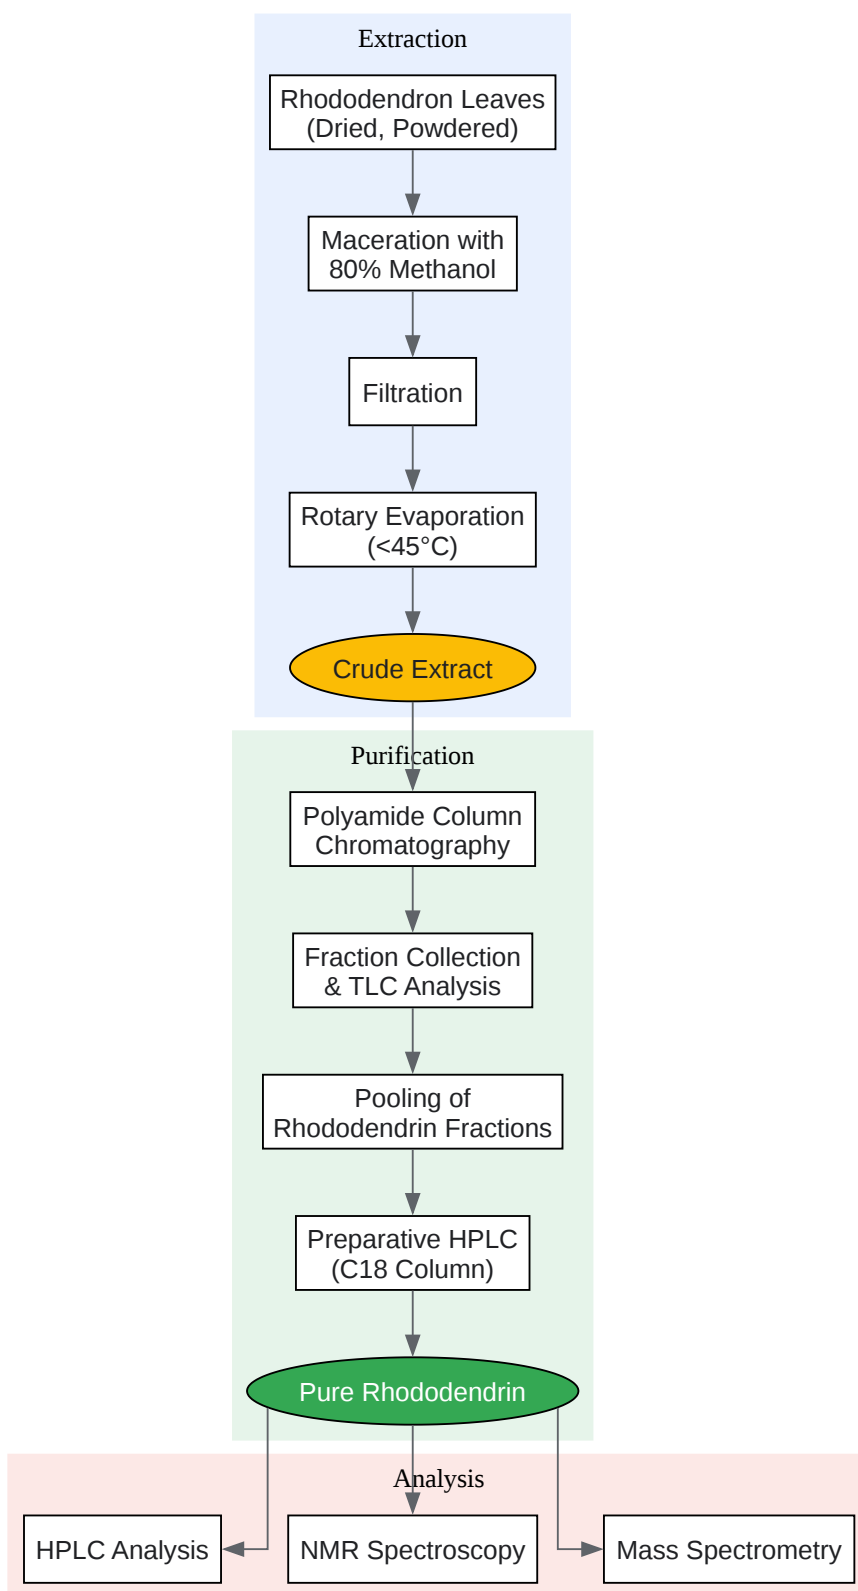 Extraction
Rhododendron Leaves
(Dried, Powdered)
Maceration with
80% Methanol
Filtration
Rotary Evaporation
(<45°C)
Crude Extract
Purification
Polyamide Column
Chromatography
Fraction Collection
& TLC Analysis
Pooling of
Rhododendrin Fractions
Preparative HPLC
(C18 Column)
Pure Rhododendrin
Analysis
HPLC Analysis
NMR Spectroscopy
Mass Spectrometry